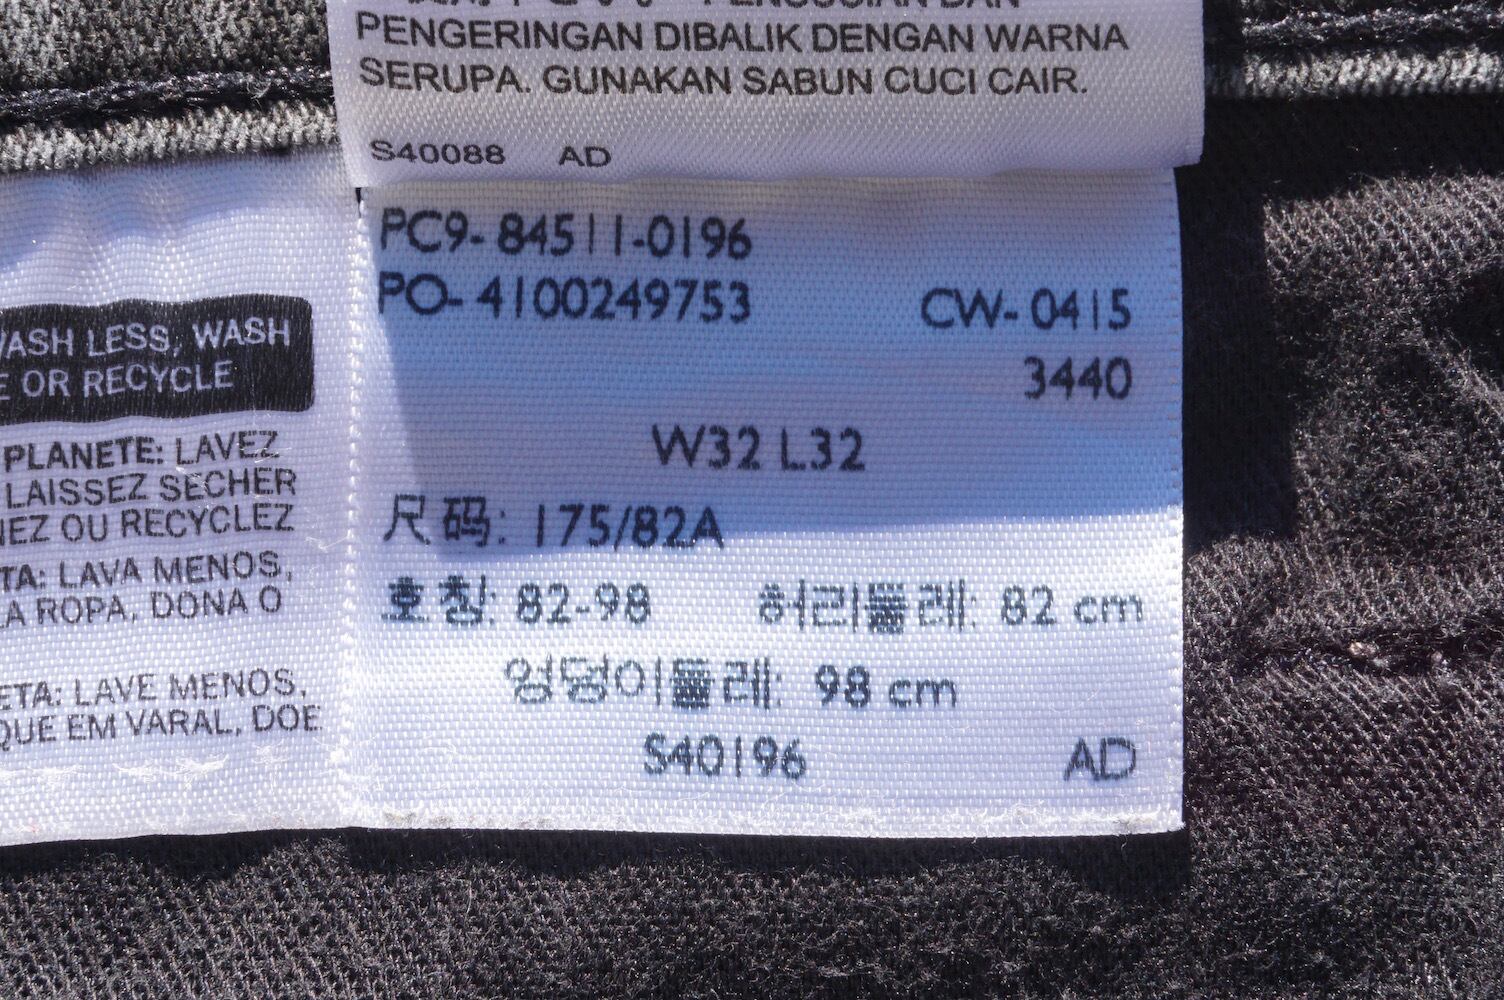 PENGERINGAN DIBALIK DENGAN WARNA
SERUPA. GUNAKAN SABUN CUCI CAIR.
S40088 AD
WASH LESS, WASH
E OR RECYCLE
PLANETE: LAVEZ
LAISSEZ SECHER
NEZ OU RECYCLEZ
TA: LAVA MENOS,
LA ROPA, DONA O
ETA: LAVE MENOS,
QUE EM VARAL, DOE
PC9-84511-0196
PO-4100249753 CW-0415
3440
W32 L32
尺码: 175/82A
호칭: 82-98 허리둘레: 82 cm
엉덩이둘레: 98 cm
S40196 AD